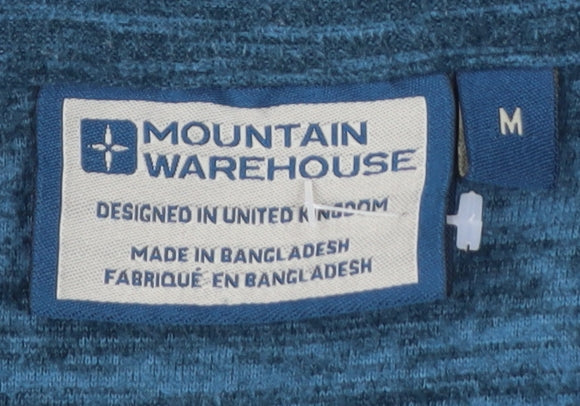 MOUNTAIN
WAREHOUSE
DESIGNED IN UNITED KINGDOM
MADE IN BANGLADESH
FABRIQUÉ EN BANGLADESH
M